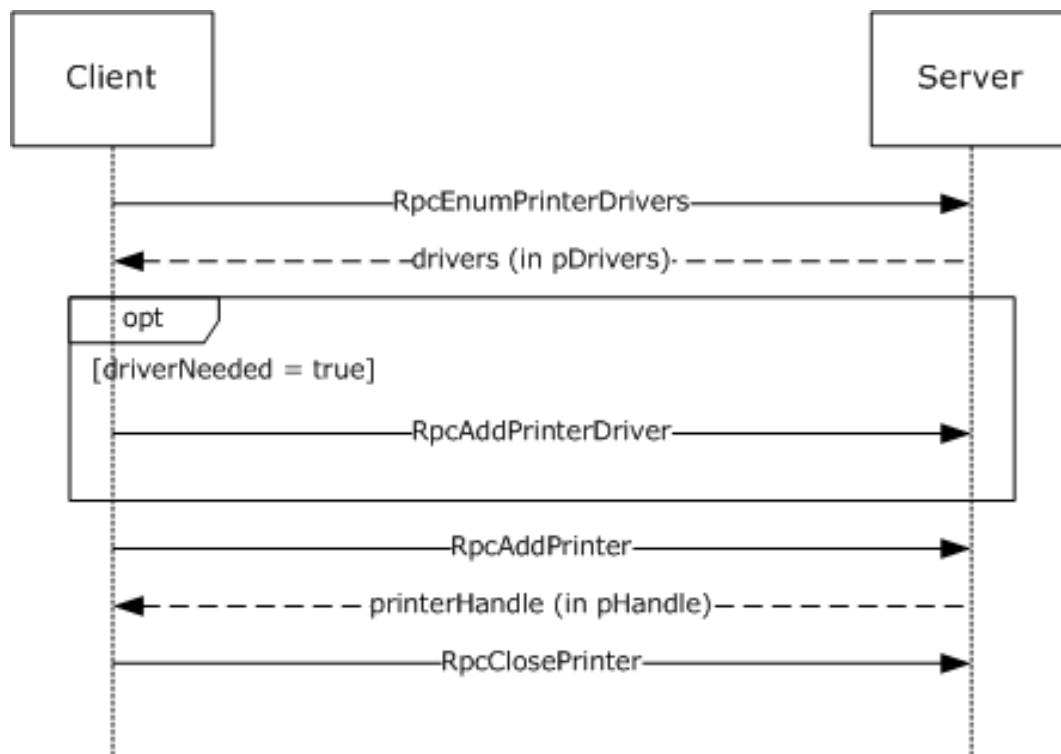 Client
Server
RpcEnumPrinterDrivers
drivers (in pDrivers)
opt
[driverNeeded = true]
RpcAddPrinterDriver
RpcAddPrinter
printerHandle (in pHandle)
RpcClosePrinter